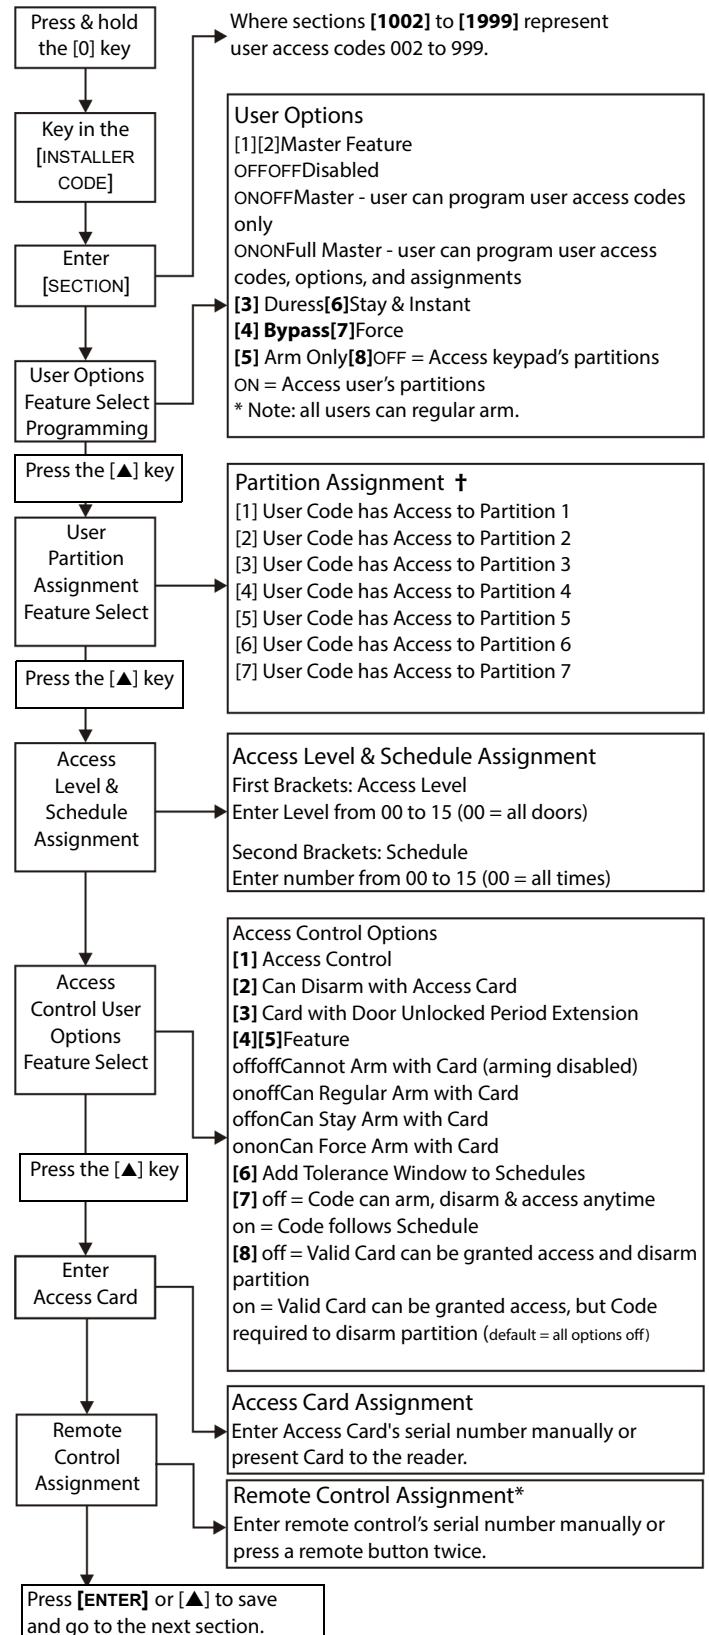 Press & hold
the [0] key
Where sections [1002] to [1999] represent
user access codes 002 to 999.
Key in the
[INSTALLER
CODE]
Enter
[SECTION]
User Options
Feature Select
Programming
User Options
[1][2]Master Feature
OFFOFFDisabled
ONOFFMaster - user can program user access codes
only
ONONFull Master - user can program user access
codes, options, and assignments
[3] Duress[6]Stay & Instant
[4] Bypass[7]Force
[5] Arm Only[8]OFF = Access keypad's partitions
ON = Access user's partitions
* Note: all users can regular arm.
Press the [▲] key
User
Partition
Assignment
Feature Select
Partition Assignment †
[1] User Code has Access to Partition 1
[2] User Code has Access to Partition 2
[3] User Code has Access to Partition 3
[4] User Code has Access to Partition 4
[5] User Code has Access to Partition 5
[6] User Code has Access to Partition 6
[7] User Code has Access to Partition 7
Press the [▲] key
Access
Level &
Schedule
Assignment
Access Level & Schedule Assignment
First Brackets: Access Level
Enter Level from 00 to 15 (00 = all doors)
Second Brackets: Schedule
Enter number from 00 to 15 (00 = all times)
Access
Control User
Options
Feature Select
Access Control Options
[1] Access Control
[2] Can Disarm with Access Card
[3] Card with Door Unlocked Period Extension
[4][5]Feature
offoffCannot Arm with Card (arming disabled)
onoffCan Regular Arm with Card
offonCan Stay Arm with Card
ononCan Force Arm with Card
[6] Add Tolerance Window to Schedules
[7] off = Code can arm, disarm & access anytime
on = Code follows Schedule
[8] off = Valid Card can be granted access and disarm
partition
on = Valid Card can be granted access, but Code
required to disarm partition (default = all options off)
Press the [▲] key
Enter
Access Card
Access Card Assignment
Enter Access Card's serial number manually or
present Card to the reader.
Remote
Control
Assignment
Remote Control Assignment*
Enter remote control's serial number manually or
press a remote button twice.
Press [ENTER] or [▲] to save
and go to the next section.